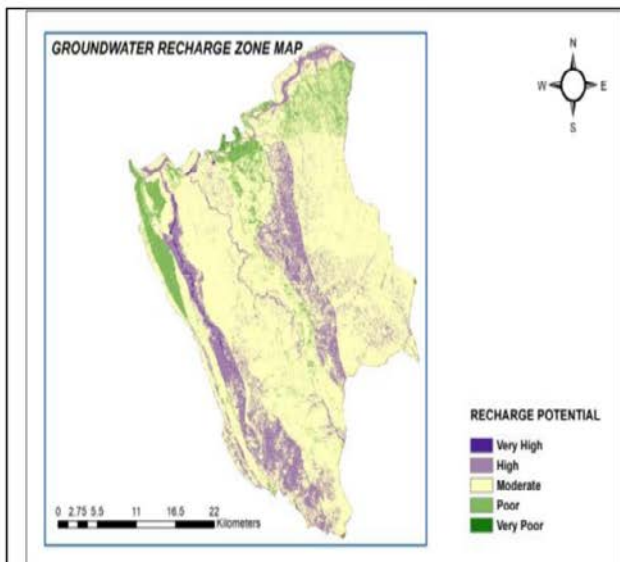 GROUNDWATER RECHARGE ZONE MAP
N
W E
S
RECHARGE POTENTIAL
Very High
High
Moderate
Poor
Very Poor
0 2.75 5.5 11 16.5 22
Kilometers